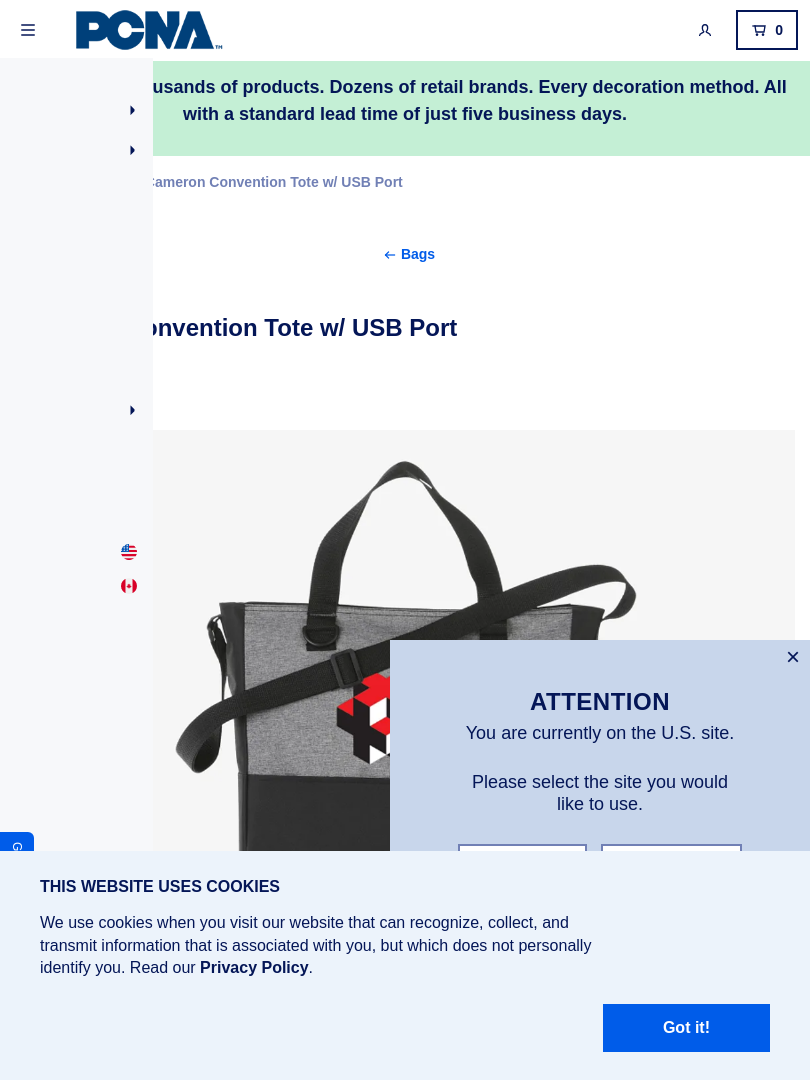 PCNA™
0
usands of products. Dozens of retail brands. Every decoration method. All
with a standard lead time of just five business days.
Cameron Convention Tote w/ USB Port
← Bags
onvention Tote w/ USB Port
ATTENTION
You are currently on the U.S. site.
Please select the site you would
like to use.
G
THIS WEBSITE USES COOKIES
We use cookies when you visit our website that can recognize, collect, and
transmit information that is associated with you, but which does not personally
identify you. Read our Privacy Policy.
Got it!